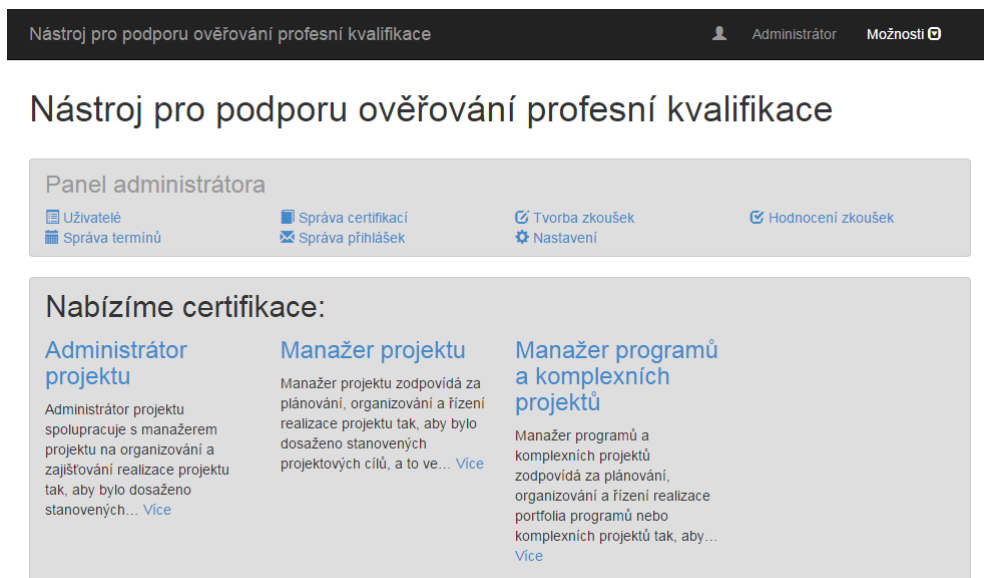 Nástroj pro podporu ověřování profesní kvalifikace
Administrátor
Možnosti
Nástroj pro podporu ověřování profesní kvalifikace
Panel administrátora
Uživatelé
Správa certifikací
Tvorba zkoušek
Hodnocení zkoušek
Správa termínů
Správa přihlášek
Nastavení
Nabízíme certifikace:
Administrátor
projektu
Administrátor projektu
spolupracuje s manažerem
projektu na organizování a
zajišťování realizace projektu
tak, aby bylo dosaženo
stanovených… Více
Manažer projektu
Manažer projektu zodpovídá za
plánování, organizování a řízení
realizace projektu tak, aby bylo
dosaženo stanovených
projektových cílů, a to ve… Více
Manažer programů
a komplexních
projektů
Manažer programů a
komplexních projektů
zodpovídá za plánování,
organizování a řízení realizace
portfolia programů nebo
komplexních projektů tak, aby…
Více